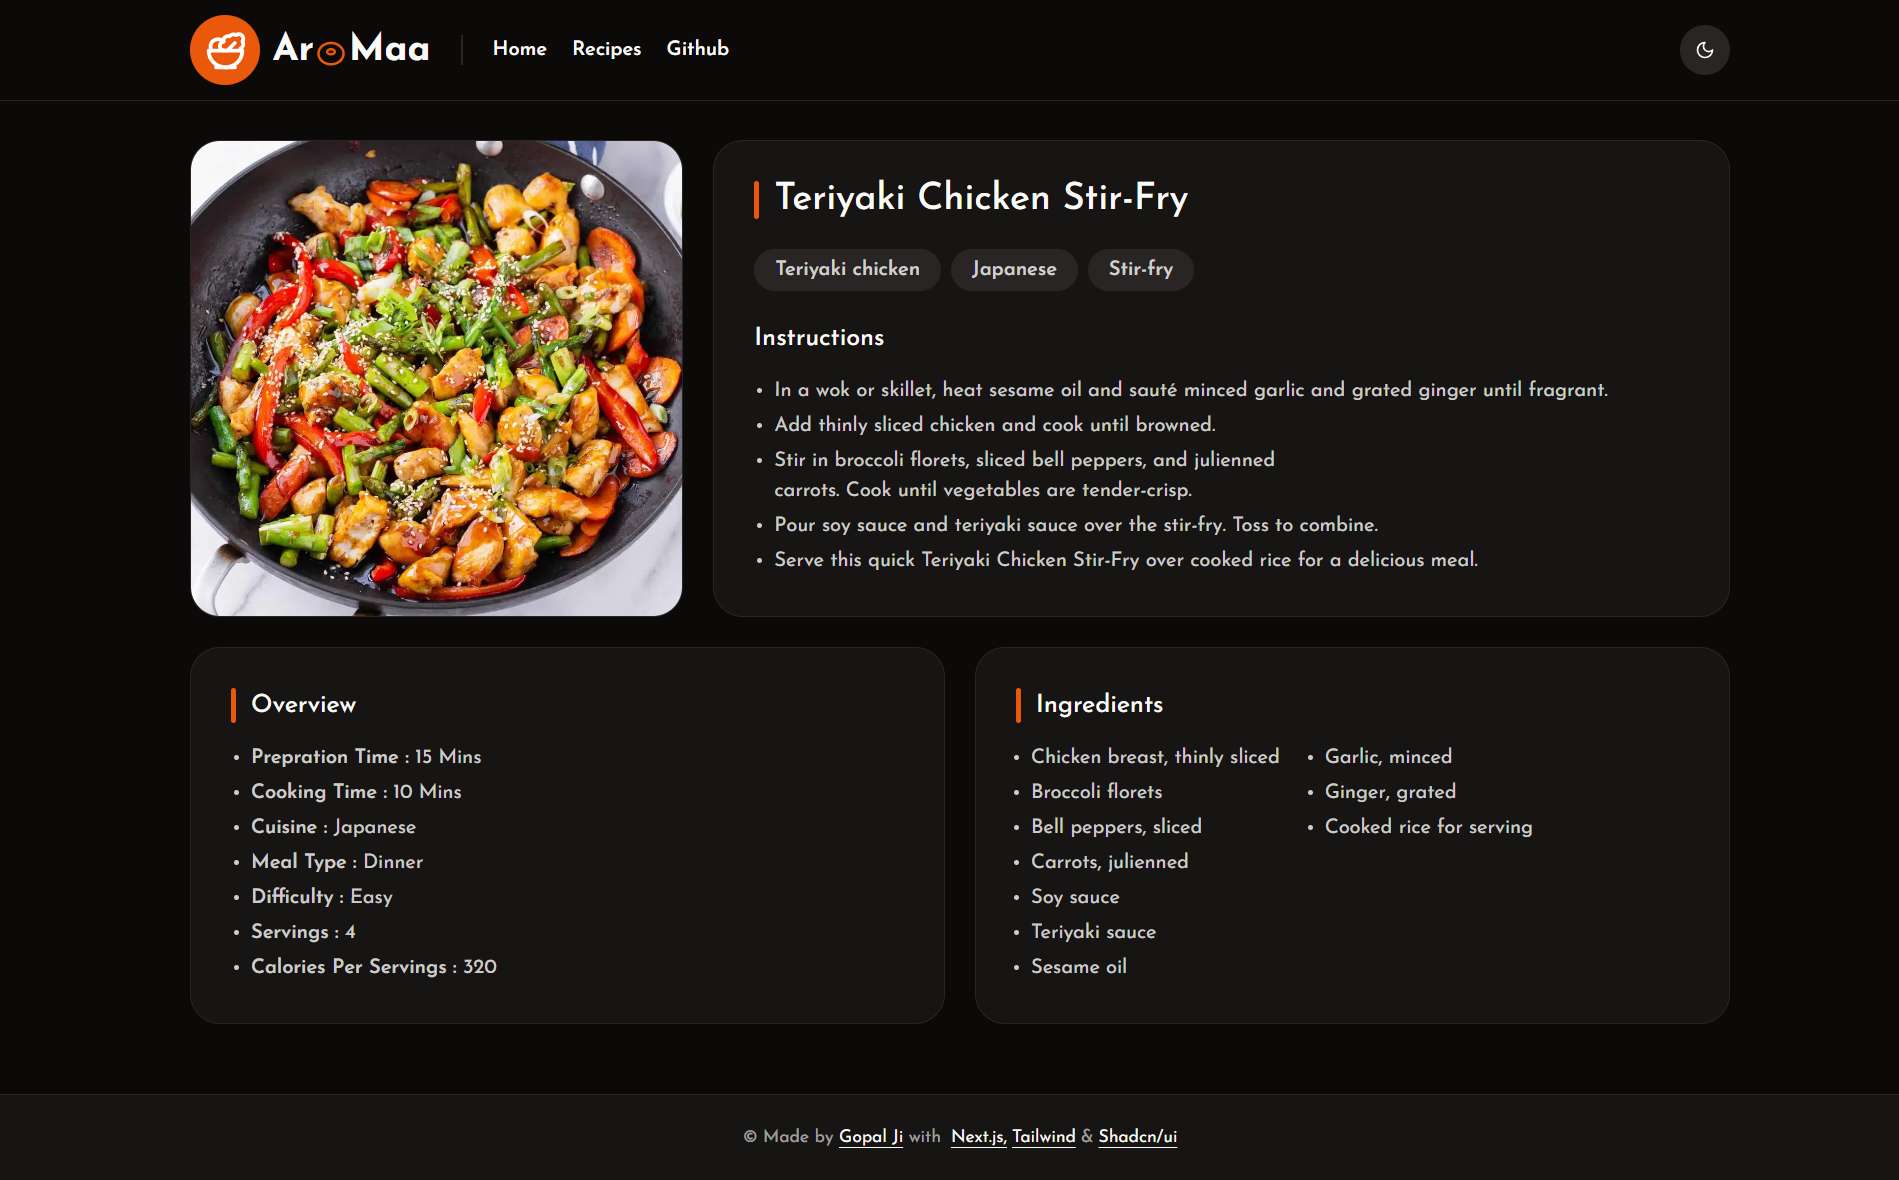 AroMaa
Home
Recipes
Github
Teriyaki Chicken Stir-Fry
Teriyaki chicken
Japanese
Stir-fry
Instructions
• In a wok or skillet, heat sesame oil and sauté minced garlic and grated ginger until fragrant.
• Add thinly sliced chicken and cook until browned.
• Stir in broccoli florets, sliced bell peppers, and julienned
carrots. Cook until vegetables are tender-crisp.
• Pour soy sauce and teriyaki sauce over the stir-fry. Toss to combine.
• Serve this quick Teriyaki Chicken Stir-Fry over cooked rice for a delicious meal.
Overview
• Prepration Time : 15 Mins
• Cooking Time : 10 Mins
• Cuisine : Japanese
• Meal Type : Dinner
• Difficulty : Easy
• Servings : 4
• Calories Per Servings : 320
Ingredients
• Chicken breast, thinly sliced
• Broccoli florets
• Bell peppers, sliced
• Carrots, julienned
• Soy sauce
• Teriyaki sauce
• Sesame oil
• Garlic, minced
• Ginger, grated
• Cooked rice for serving
© Made by Gopal Ji with Next.js, Tailwind & Shadcn/ui